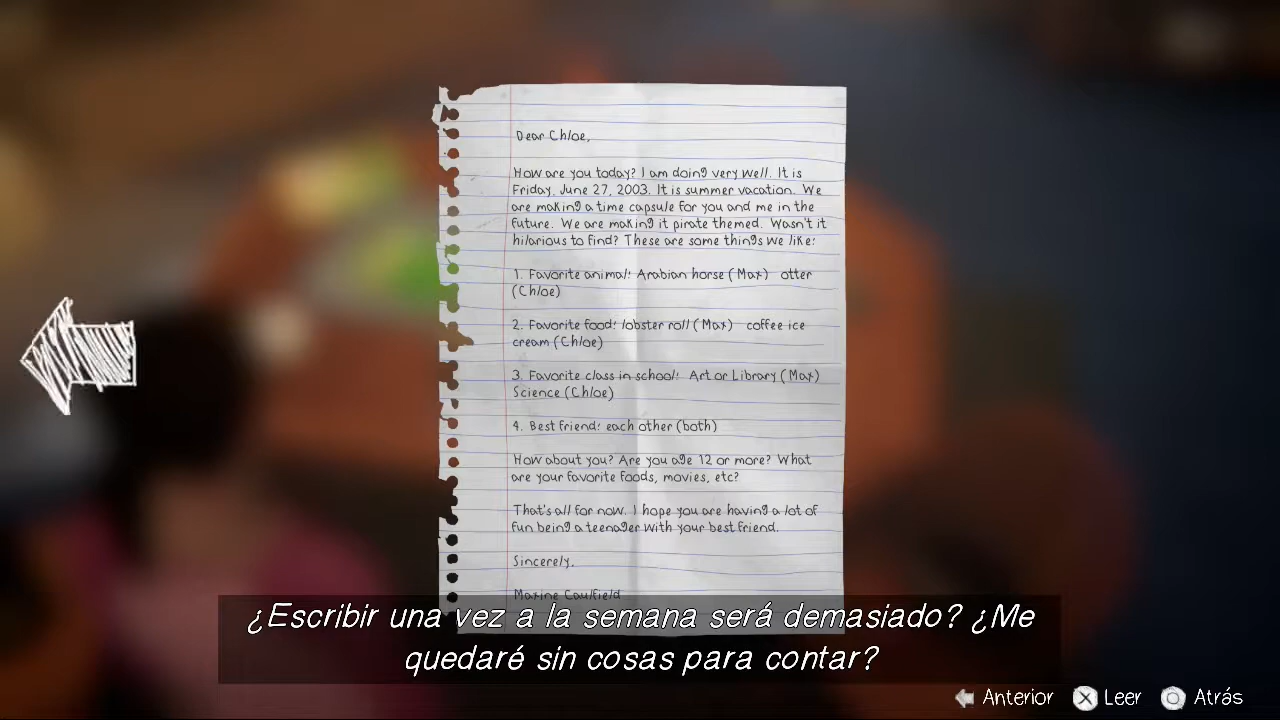 Dear Chloe,
How are you today? I am doing very well. It is
Friday, June 27, 2003. It is summer vacation. We
are making a time capsule for you and me in the
future. We are making it pirate themed. Wasn't it
hilarious to find? These are some things we like:
1. Favorite animal: Arabian horse (Max) otter
(Chloe)
2. Favorite food: lobster roll (Max) coffee ice
cream (Chloe)
3. Favorite class in school: Art or Library (Max)
Science (Chloe)
4. Best friend: each other (both)
How about you? Are you age 12 or more? What
are your favorite foods, movies, etc?
That's all for now. I hope you are having a lot of
fun being a teenager with your best friend.
Sincerely,
Maxine Caulfield
¿Escribir una vez a la semana será demasiado? ¿Me
quedaré sin cosas para contar?
Anterior Leer Atrás